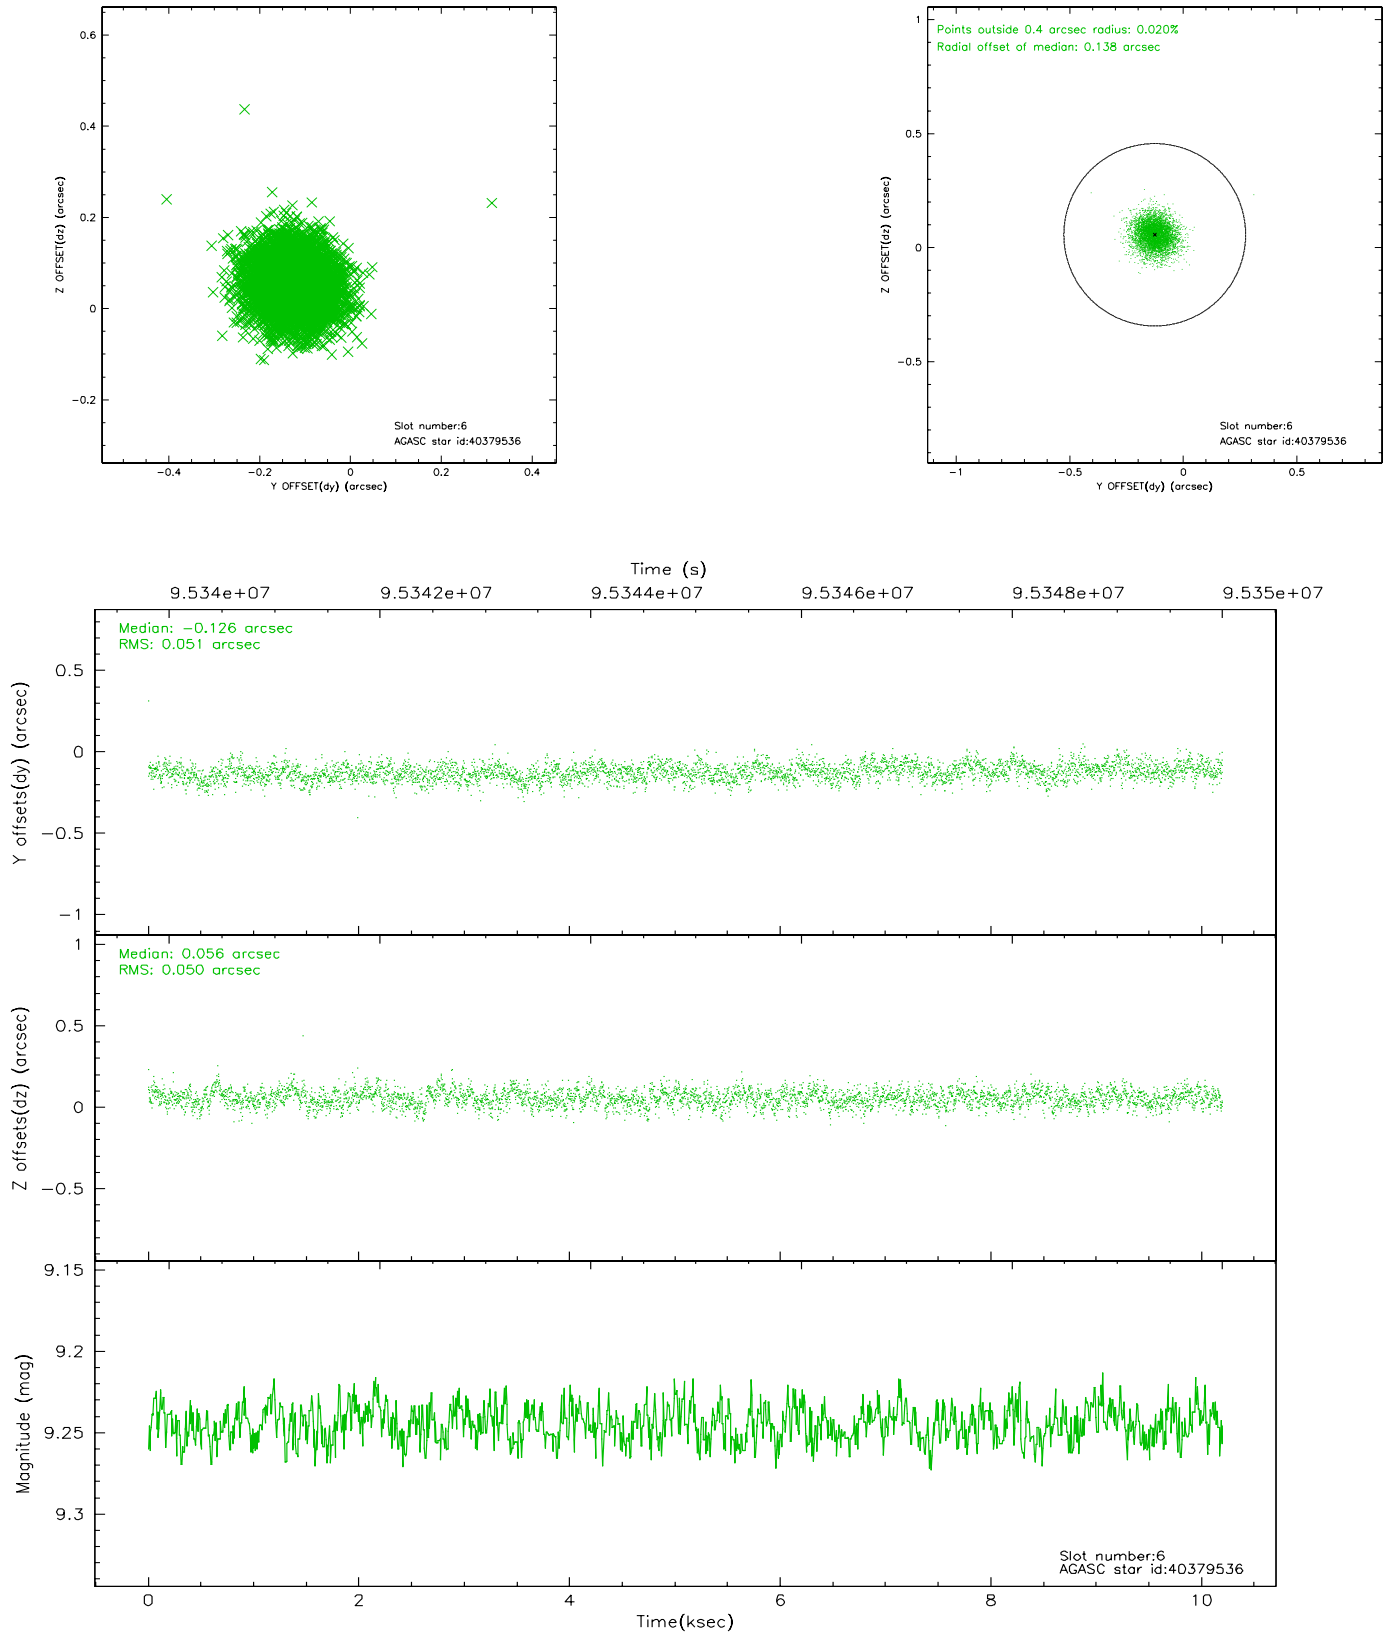 0.6
0.4
0.2
0
−0.2
Z OFFSET(dz) (arcsec)
−0.4
−0.2
0
0.2
0.4
Y OFFSET(dy) (arcsec)
Slot number:6
AGASC star id:40379536
Points outside 0.4 arcsec radius: 0.020%
Radial offset of median: 0.138 arcsec
1
0.5
0
−0.5
Z OFFSET(dz) (arcsec)
−1
−0.5
0
0.5
Y OFFSET(dy) (arcsec)
Slot number:6
AGASC star id:40379536
Time (s)
9.534e+07
9.5342e+07
9.5344e+07
9.5346e+07
9.5348e+07
9.535e+07
Median: −0.126 arcsec
RMS: 0.051 arcsec
0.5
0
−0.5
−1
Y offsets(dy) (arcsec)
Median: 0.056 arcsec
RMS: 0.050 arcsec
1
0.5
0
−0.5
Z offsets(dz) (arcsec)
9.15
9.2
9.25
9.3
Magnitude (mag)
Slot number:6
AGASC star id:40379536
0
2
4
6
8
10
Time(ksec)